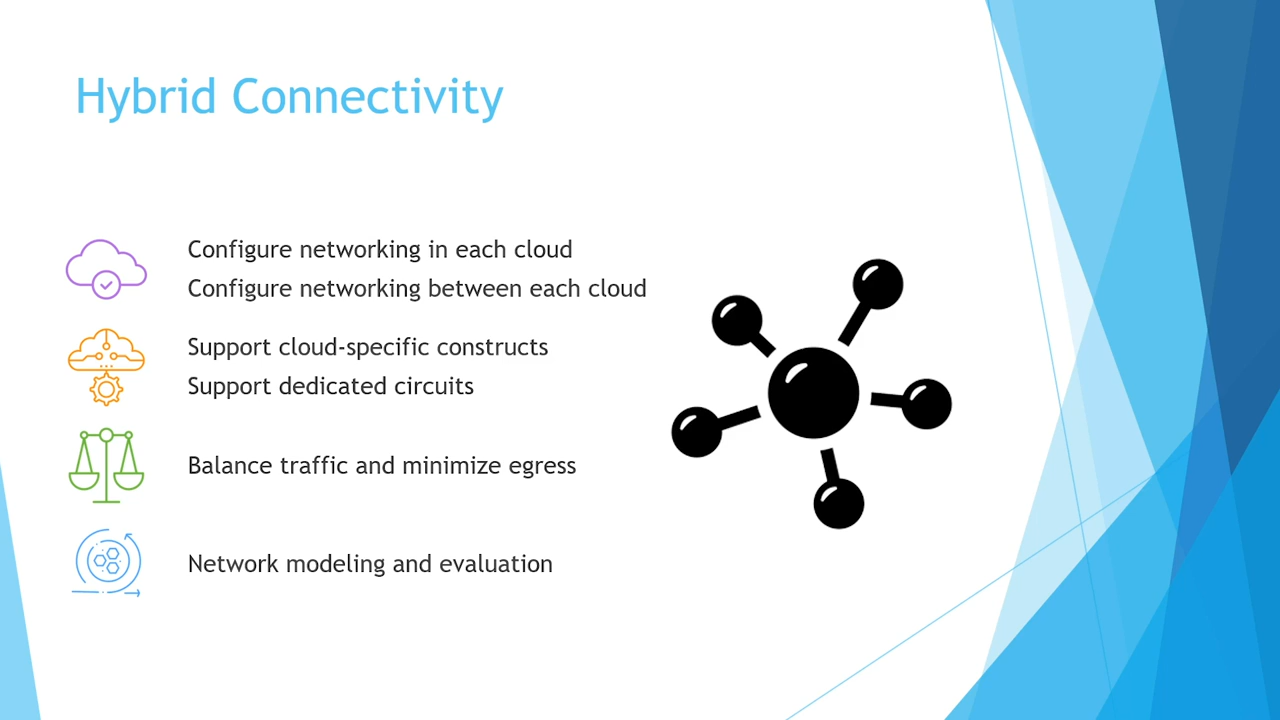 Hybrid Connectivity
Configure networking in each cloud
Configure networking between each cloud
Support cloud-specific constructs
Support dedicated circuits
Balance traffic and minimize egress
Network modeling and evaluation